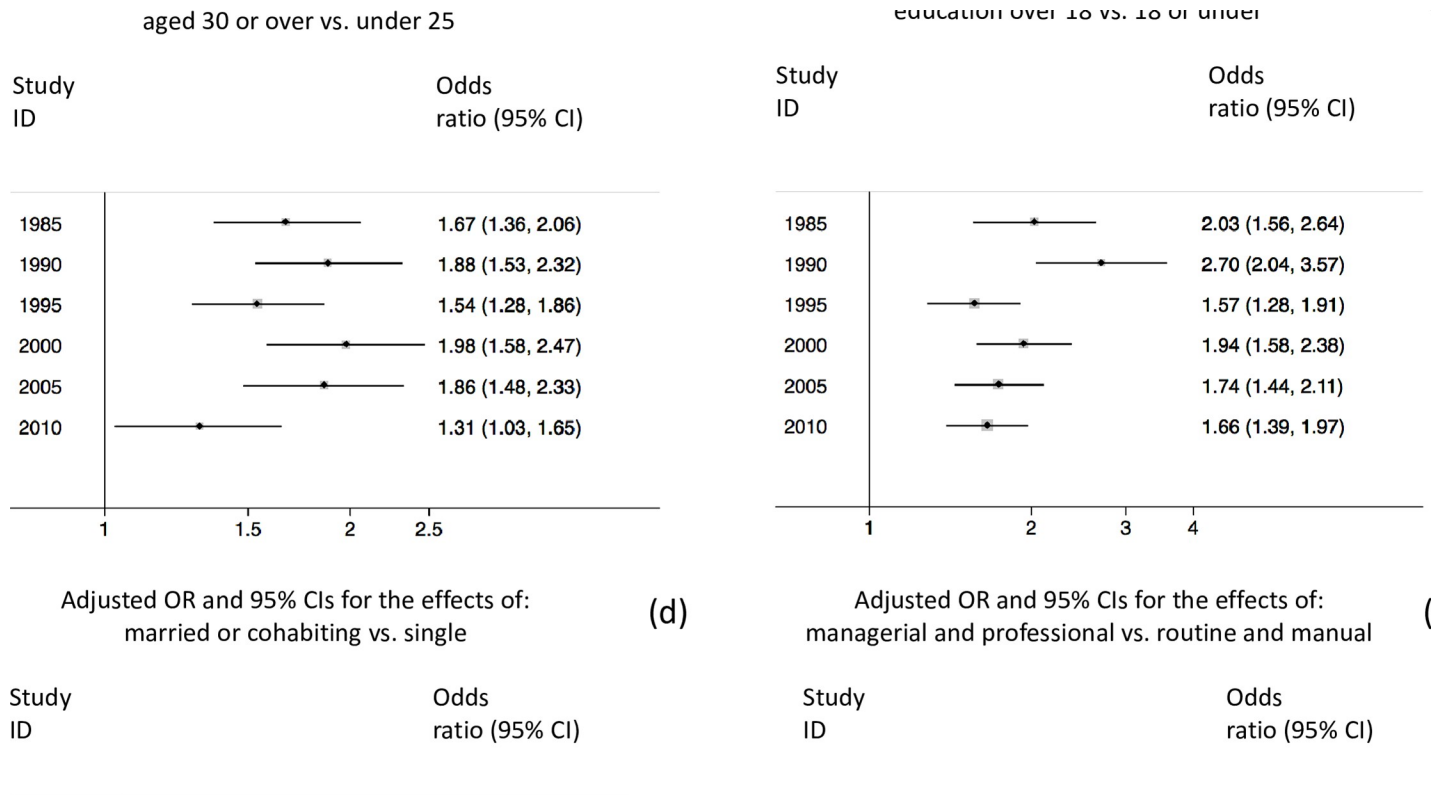 aged 30 or over vs. under 25
Study
ID
Odds
ratio (95% CI)
1985 1.67 (1.36, 2.06)
1990 1.88 (1.53, 2.32)
1995 1.54 (1.28, 1.86)
2000 1.98 (1.58, 2.47)
2005 1.86 (1.48, 2.33)
2010 1.31 (1.03, 1.65)
1 1.5 2 2.5
education over 18 vs. 18 or under
Study
ID
Odds
ratio (95% CI)
1985 2.03 (1.56, 2.64)
1990 2.70 (2.04, 3.57)
1995 1.57 (1.28, 1.91)
2000 1.94 (1.58, 2.38)
2005 1.74 (1.44, 2.11)
2010 1.66 (1.39, 1.97)
1 2 3 4
Adjusted OR and 95% CIs for the effects of:
married or cohabiting vs. single
Study
ID
Odds
ratio (95% CI)
(d)
Adjusted OR and 95% CIs for the effects of:
managerial and professional vs. routine and manual
Study
ID
Odds
ratio (95% CI)
(